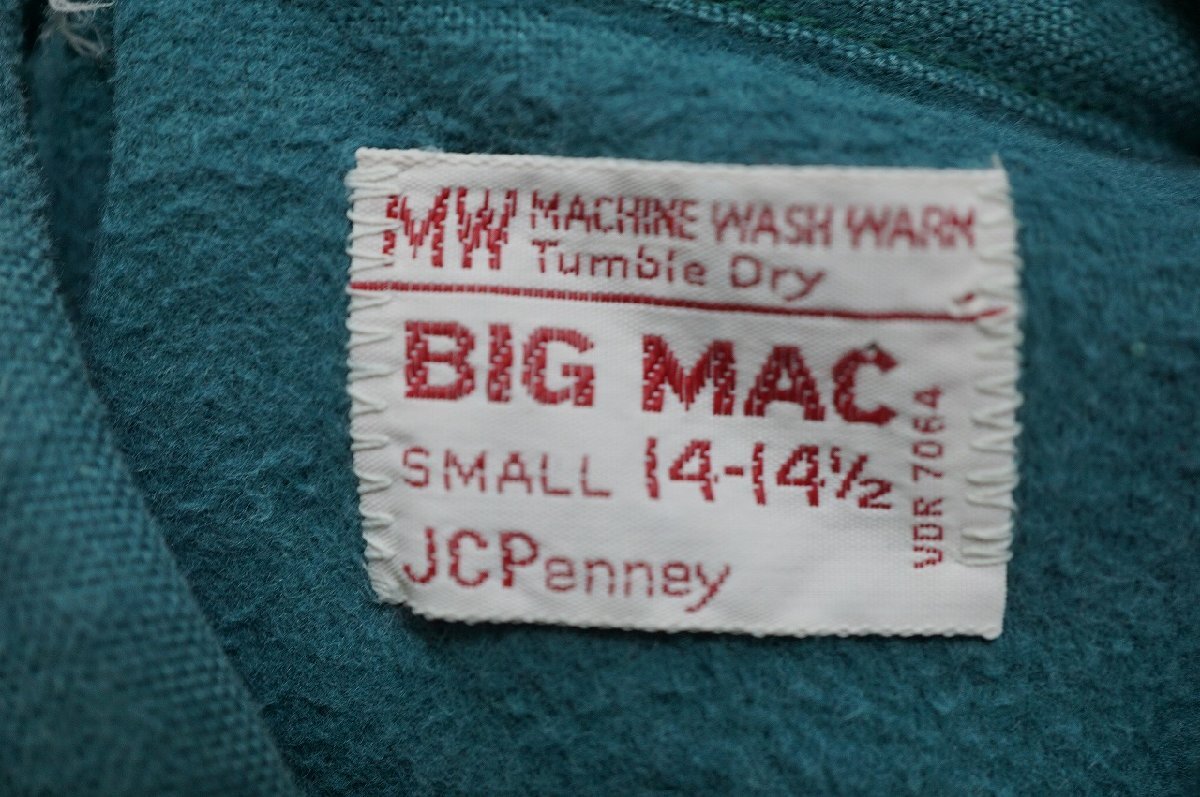 MW MACHINE WASH WARM
Tumble Dry
BIG MAC
SMALL 14-14½
JCPenney
VDR 7064